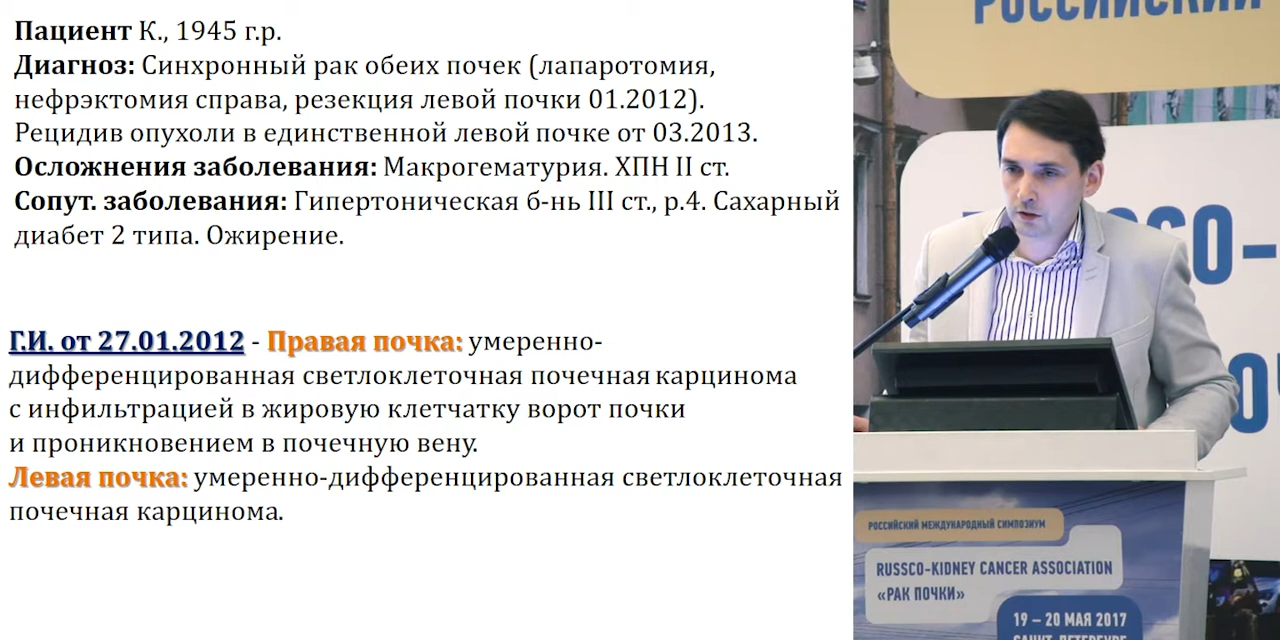 Пациент К., 1945 г.р.
Диагноз: Синхронный рак обеих почек (лапаротомия,
нефрэктомия справа, резекция левой почки 01.2012).
Рецидив опухоли в единственной левой почке от 03.2013.
Осложнения заболевания: Макрогематурия. ХПН II ст.
Сопут. заболевания: Гипертоническая б-нь III ст., р.4. Сахарный
диабет 2 типа. Ожирение.
Г.И. от 27.01.2012 - Правая почка: умеренно-
дифференцированная светлоклеточная почечная карцинома
с инфильтрацией в жировую клетчатку ворот почки
и проникновением в почечную вену.
Левая почка: умеренно-дифференцированная светлоклеточная
почечная карцинома.
РОССИЙСКИЙ
РОССИЙСКИЙ МЕЖДУНАРОДНЫЙ СИМПОЗИУМ
RUSSCO-KIDNEY CANCER ASSOCIATION
«РАК ПОЧКИ»
19 – 20 МАЯ 2017
САНКТ-ПЕТЕРБУРГ